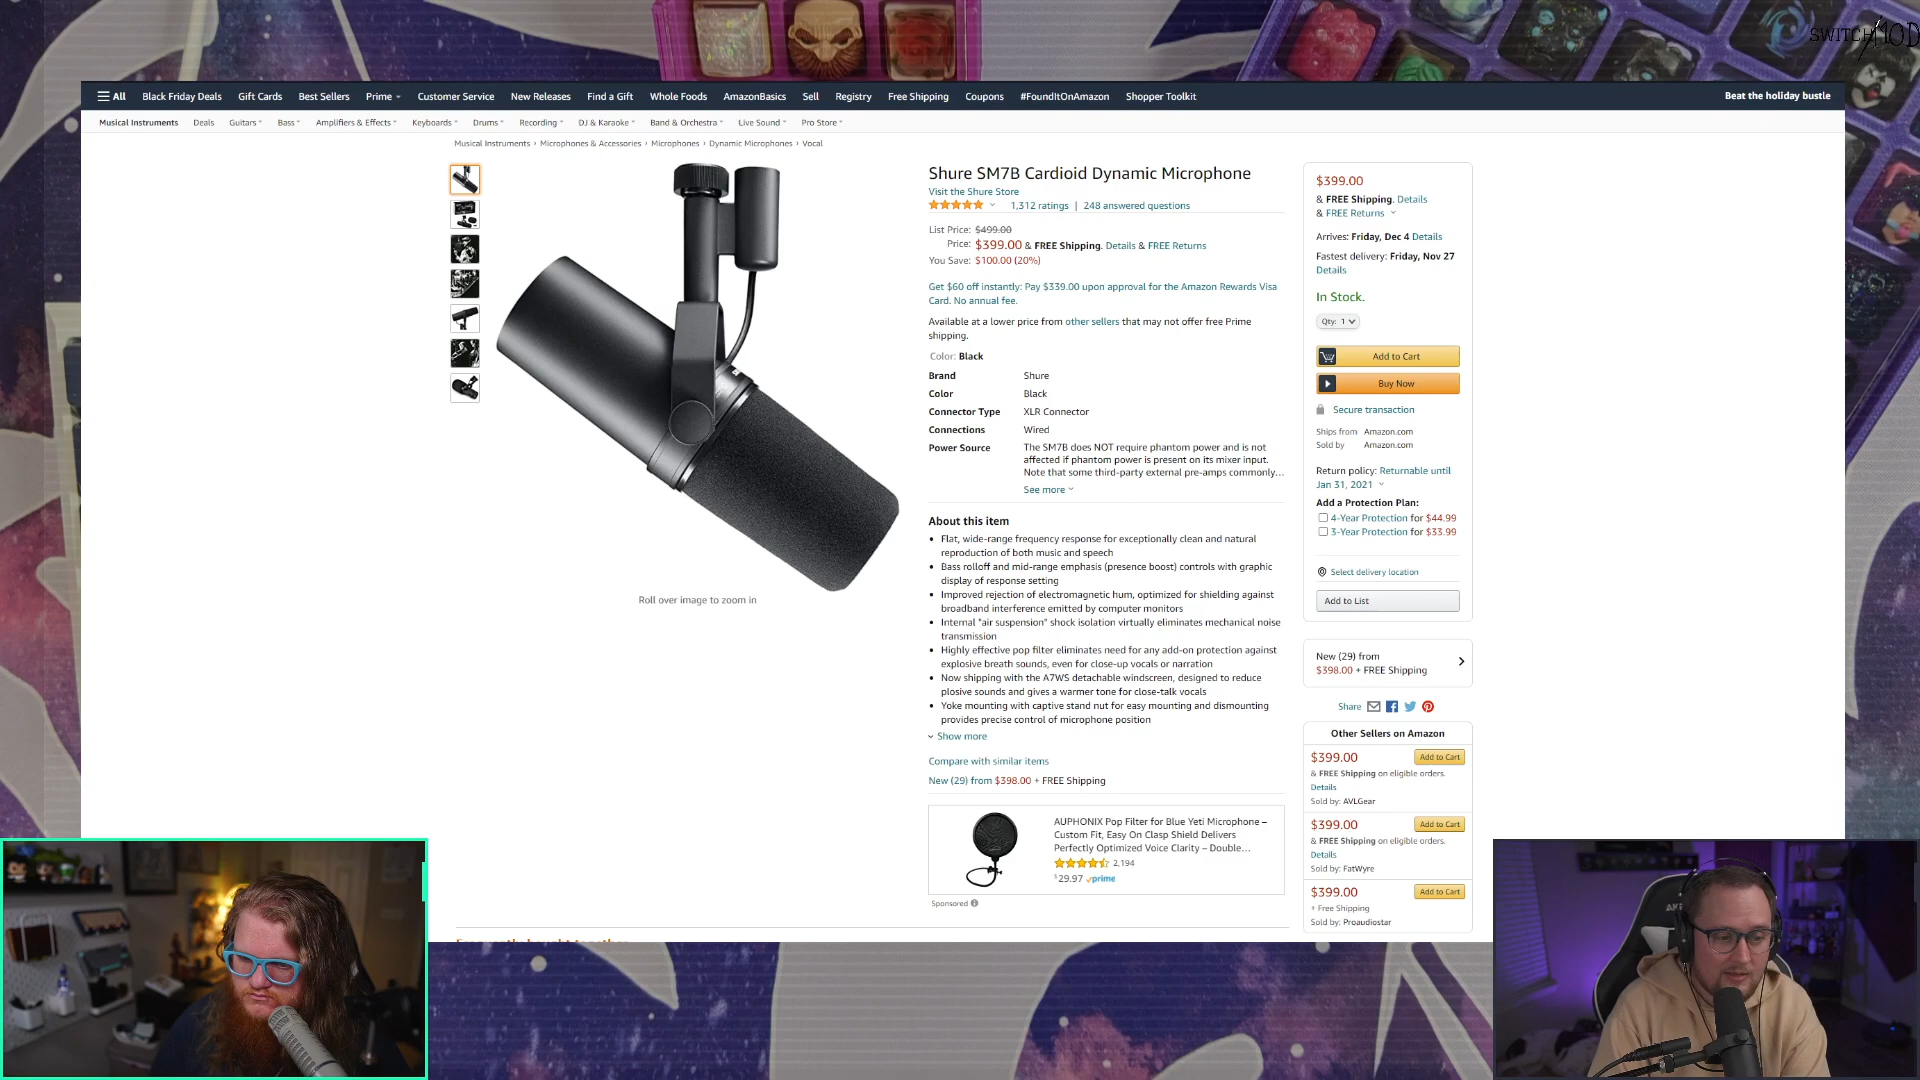 SWITCH MOD
All Black Friday Deals Gift Cards Best Sellers Prime Customer Service New Releases Find a Gift Whole Foods AmazonBasics Sell Registry Free Shipping Coupons #FoundItOnAmazon Shopper Toolkit Beat the holiday bustle
Musical Instruments Deals Guitars Bass Amplifiers & Effects Keyboards Drums Recording DJ & Karaoke Band & Orchestra Live Sound Pro Store
Musical Instruments › Microphones & Accessories › Microphones › Dynamic Microphones › Vocal
Roll over image to zoom in
Shure SM7B Cardioid Dynamic Microphone
Visit the Shure Store
1,312 ratings | 248 answered questions
List Price: $499.00
Price: $399.00 & FREE Shipping. Details & FREE Returns
You Save: $100.00 (20%)
Get $60 off instantly: Pay $339.00 upon approval for the Amazon Rewards Visa
Card. No annual fee.
Available at a lower price from other sellers that may not offer free Prime
shipping.
Color: Black
Brand Shure
Color Black
Connector Type XLR Connector
Connections Wired
Power Source The SM7B does NOT require phantom power and is not
affected if phantom power is present on its mixer input.
Note that some third-party external pre-amps commonly...
See more
About this item
• Flat, wide-range frequency response for exceptionally clean and natural
reproduction of both music and speech
• Bass rolloff and mid-range emphasis (presence boost) controls with graphic
display of response setting
• Improved rejection of electromagnetic hum, optimized for shielding against
broadband interference emitted by computer monitors
• Internal "air suspension" shock isolation virtually eliminates mechanical noise
transmission
• Highly effective pop filter eliminates need for any add-on protection against
explosive breath sounds, even for close-up vocals or narration
• Now shipping with the A7WS detachable windscreen, designed to reduce
plosive sounds and gives a warmer tone for close-talk vocals
• Yoke mounting with captive stand nut for easy mounting and dismounting
provides precise control of microphone position
Show more
Compare with similar items
New (29) from $398.00 + FREE Shipping
AUPHONIX Pop Filter for Blue Yeti Microphone –
Custom Fit, Easy On Clasp Shield Delivers
Perfectly Optimized Voice Clarity – Double...
2,194
$29.97 prime
Sponsored
$399.00
& FREE Shipping. Details
& FREE Returns
Arrives: Friday, Dec 4 Details
Fastest delivery: Friday, Nov 27
Details
In Stock.
Qty: 1
Add to Cart
Buy Now
Secure transaction
Ships from Amazon.com
Sold by Amazon.com
Return policy: Returnable until
Jan 31, 2021
Add a Protection Plan:
4-Year Protection for $44.99
3-Year Protection for $33.99
Select delivery location
Add to List
New (29) from
$398.00 + FREE Shipping
Share
Other Sellers on Amazon
$399.00 Add to Cart
& FREE Shipping on eligible orders.
Details
Sold by: AVLGear
$399.00 Add to Cart
& FREE Shipping on eligible orders.
Details
Sold by: FatWyre
$399.00 Add to Cart
+ Free Shipping
Sold by: Proaudiostar